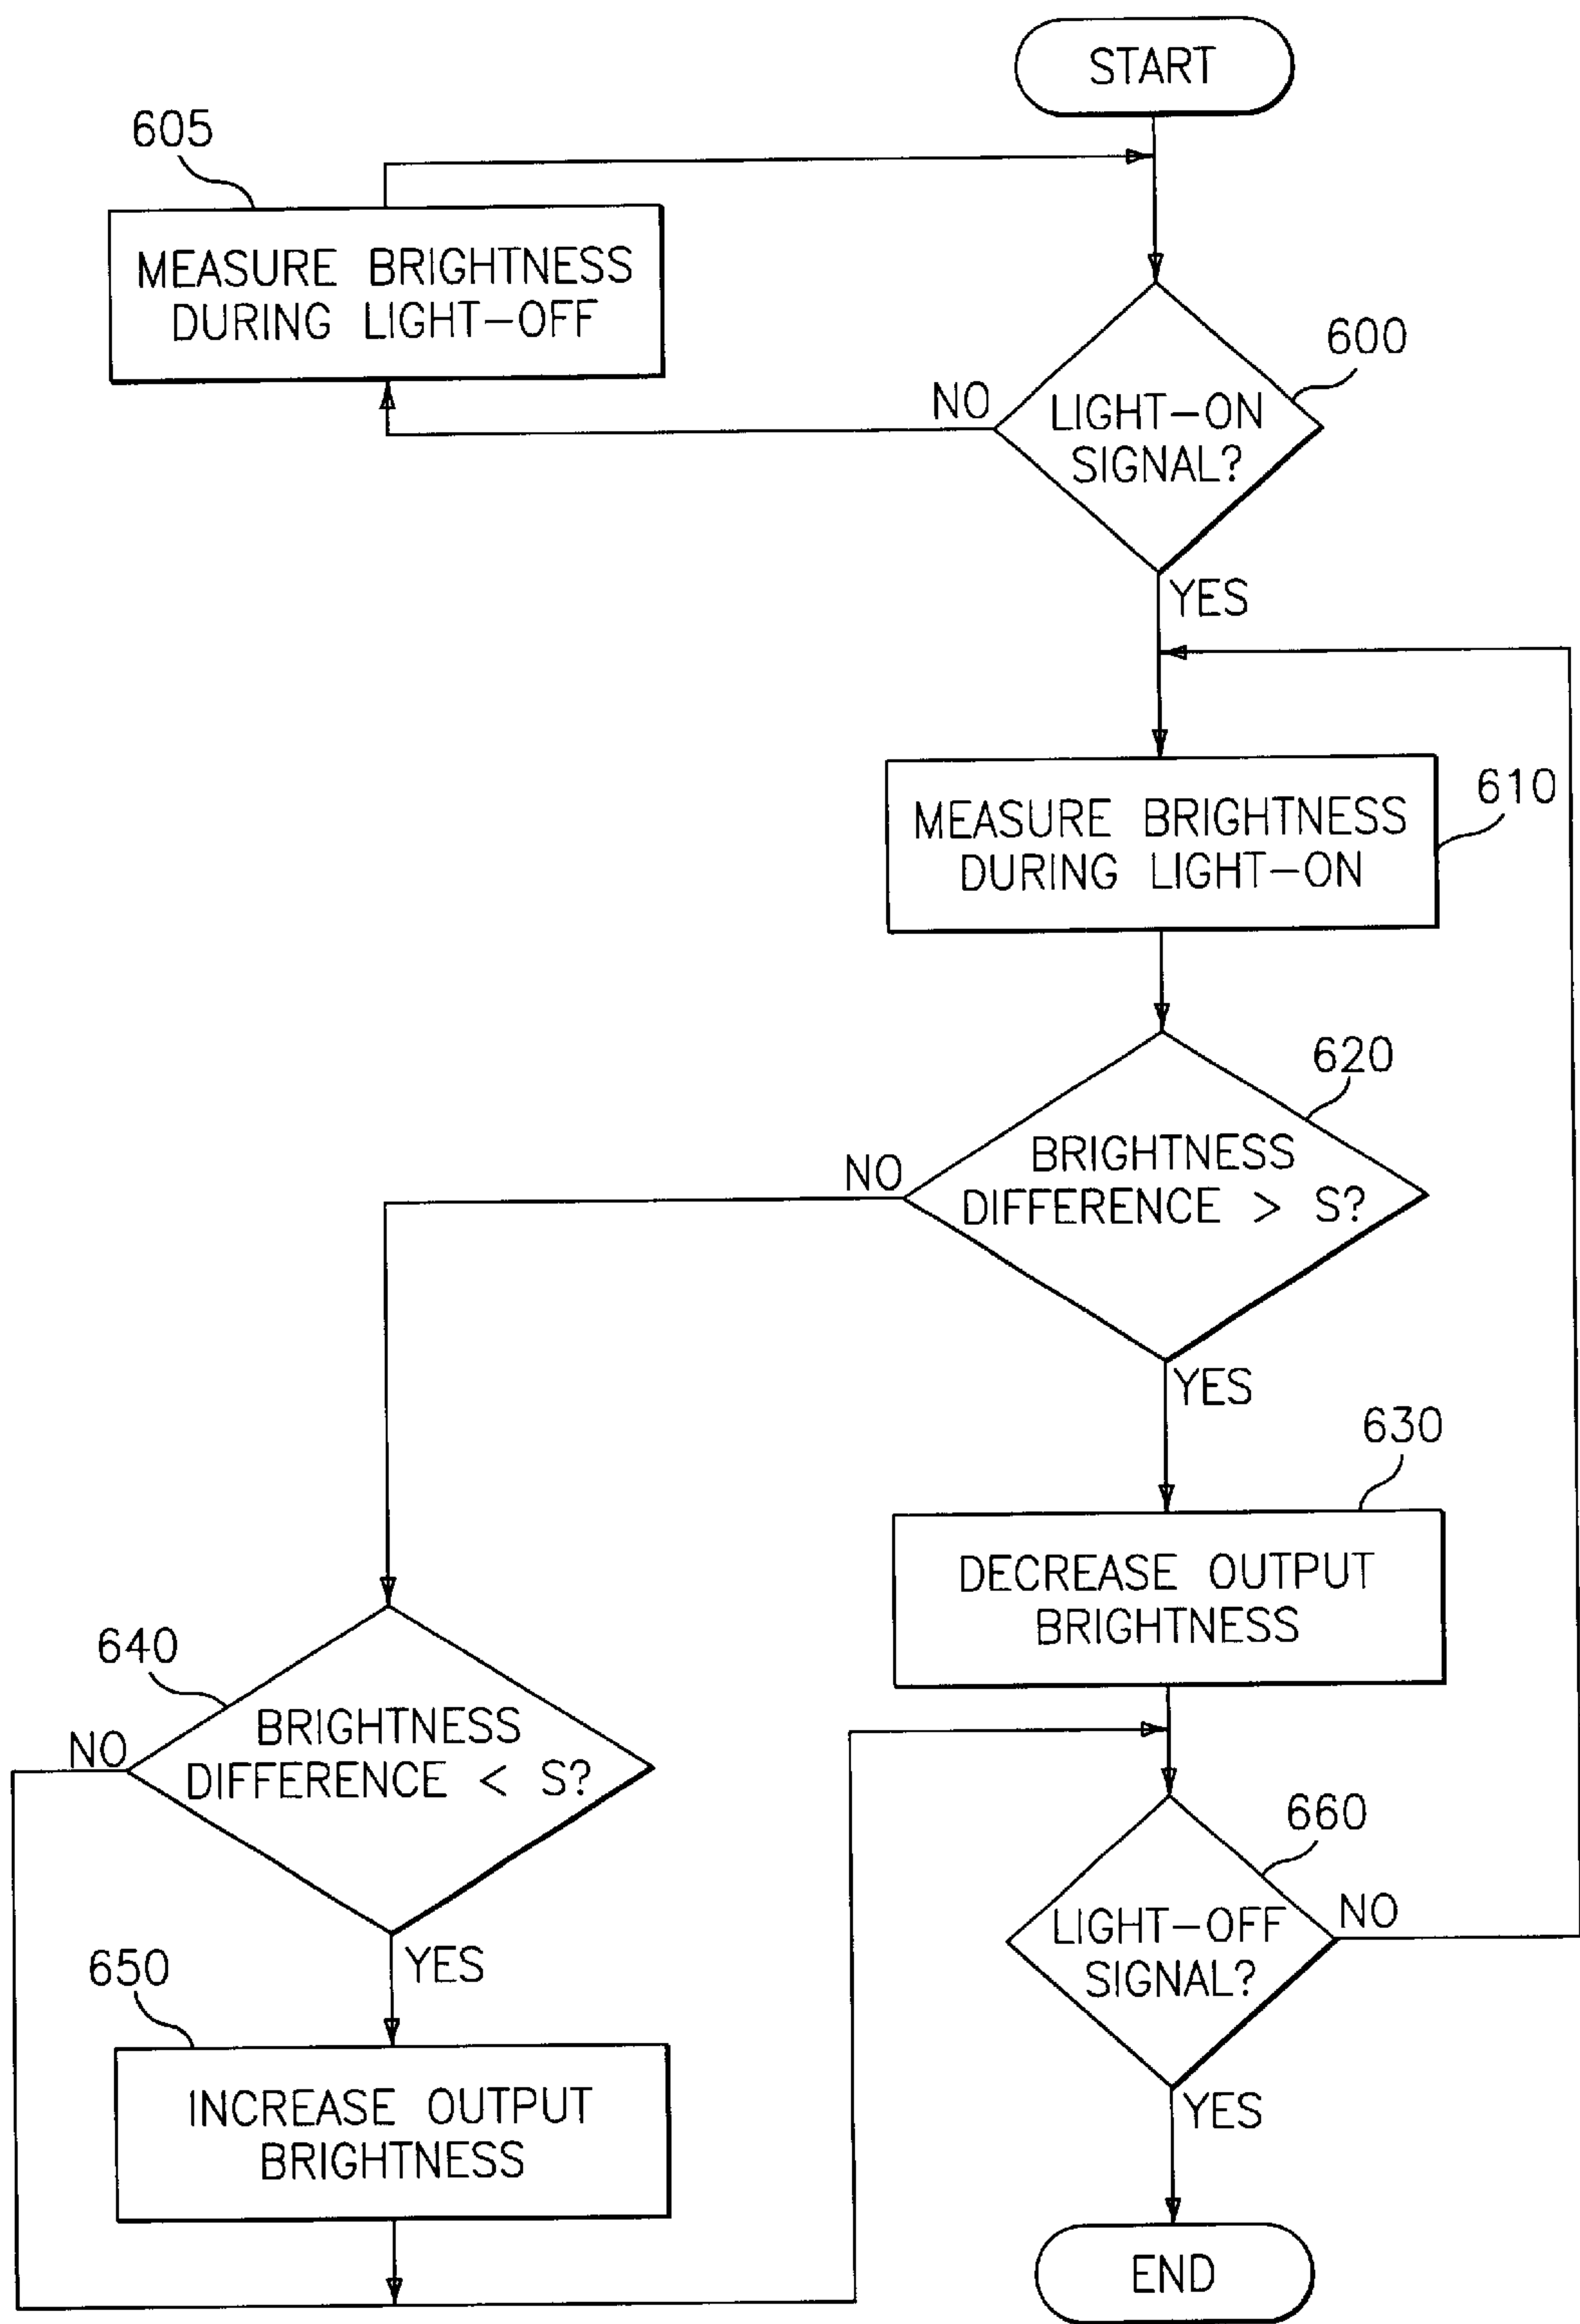 START
605
MEASURE BRIGHTNESS
DURING LIGHT-OFF
600
NO
LIGHT-ON
SIGNAL?
YES
610
MEASURE BRIGHTNESS
DURING LIGHT-ON
620
NO
BRIGHTNESS
DIFFERENCE > S?
YES
630
DECREASE OUTPUT
BRIGHTNESS
640
NO
BRIGHTNESS
DIFFERENCE < S?
YES
650
INCREASE OUTPUT
BRIGHTNESS
660
LIGHT-OFF
SIGNAL?
NO
YES
END